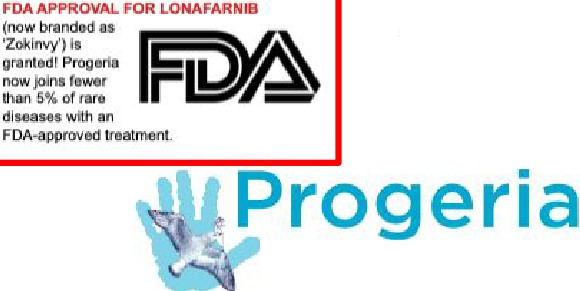 FDA APPROVAL FOR LONAFARNIB
(now branded as
'Zokinvy') is
granted! Progeria
now joins fewer
than 5% of rare
diseases with an
FDA-approved treatment.
FDA
Progeria